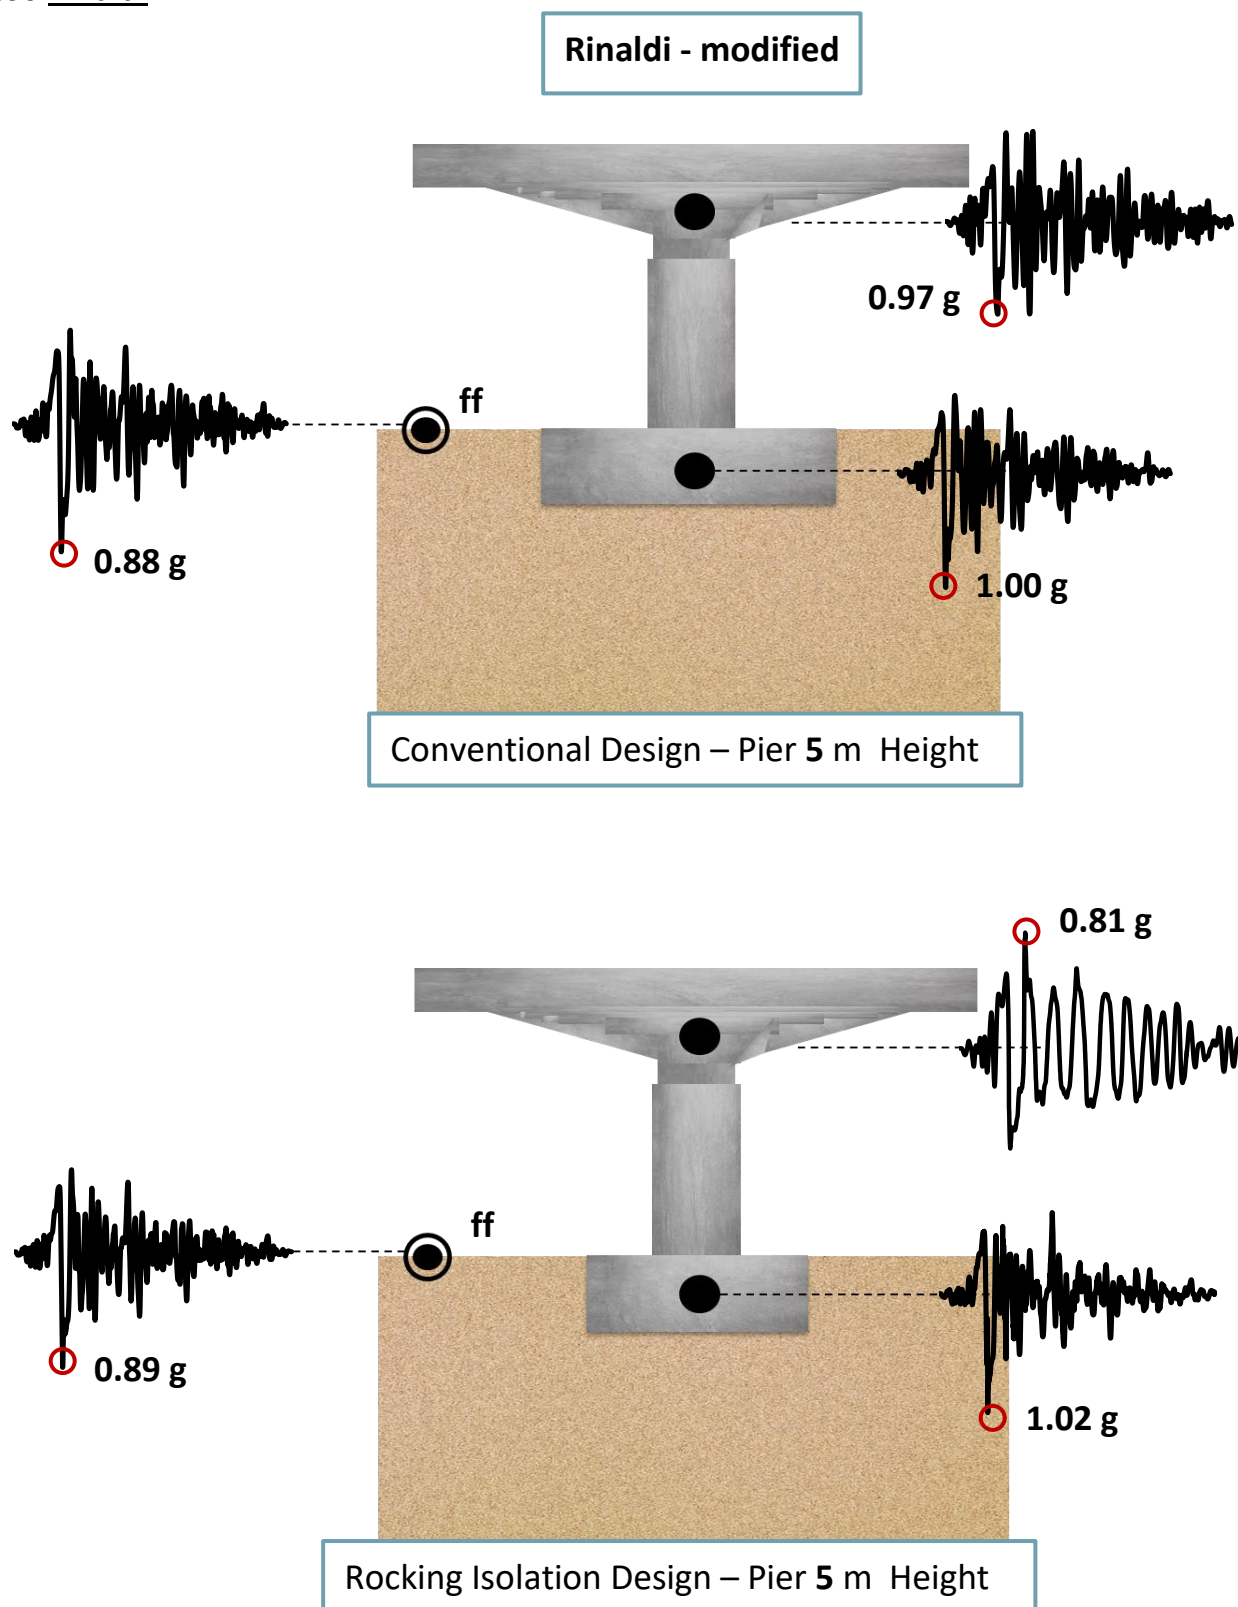 Rinaldi - modified
0.97 g
ff
0.88 g
1.00 g
Conventional Design – Pier 5 m Height
0.81 g
ff
0.89 g
1.02 g
Rocking Isolation Design – Pier 5 m Height